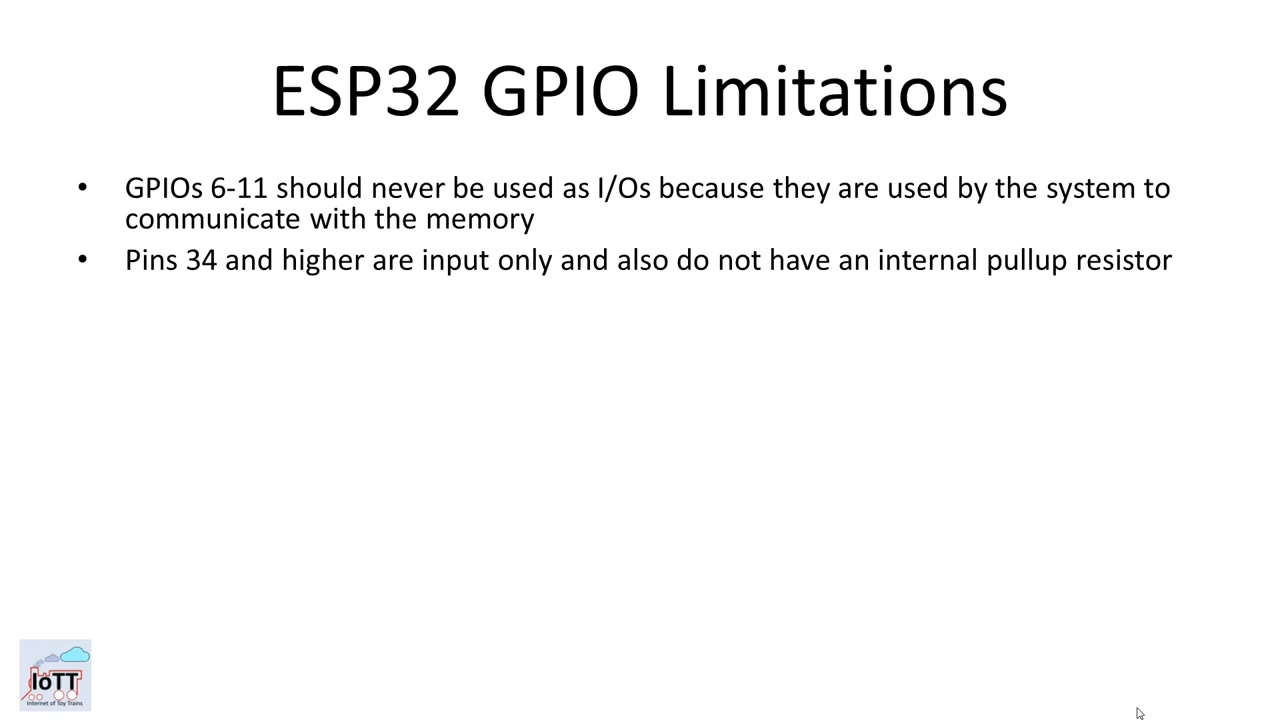 ESP32 GPIO Limitations
• GPIOs 6-11 should never be used as I/Os because they are used by the system to
communicate with the memory
• Pins 34 and higher are input only and also do not have an internal pullup resistor
IoTT
Internet of Toy Trains